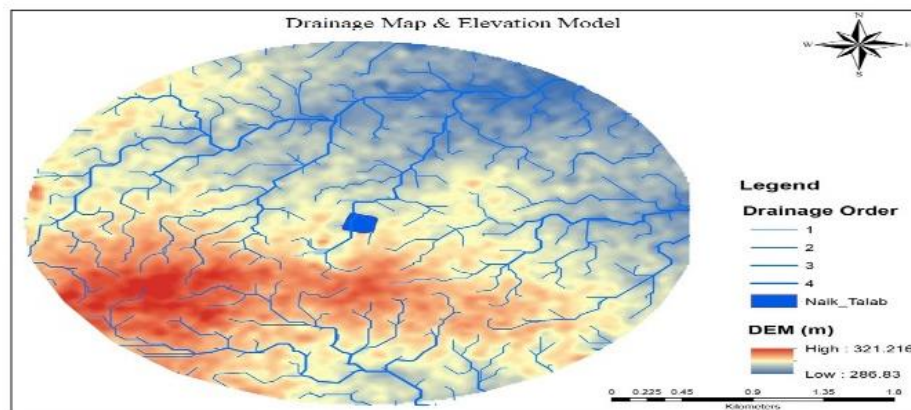 Drainage Map & Elevation Model
N
W E
S
Legend
Drainage Order
1
2
3
4
Naik_Talab
DEM (m)
High : 321.216
Low : 286.83
0 0.225 0.45 0.9 1.35 1.8
Kilometers